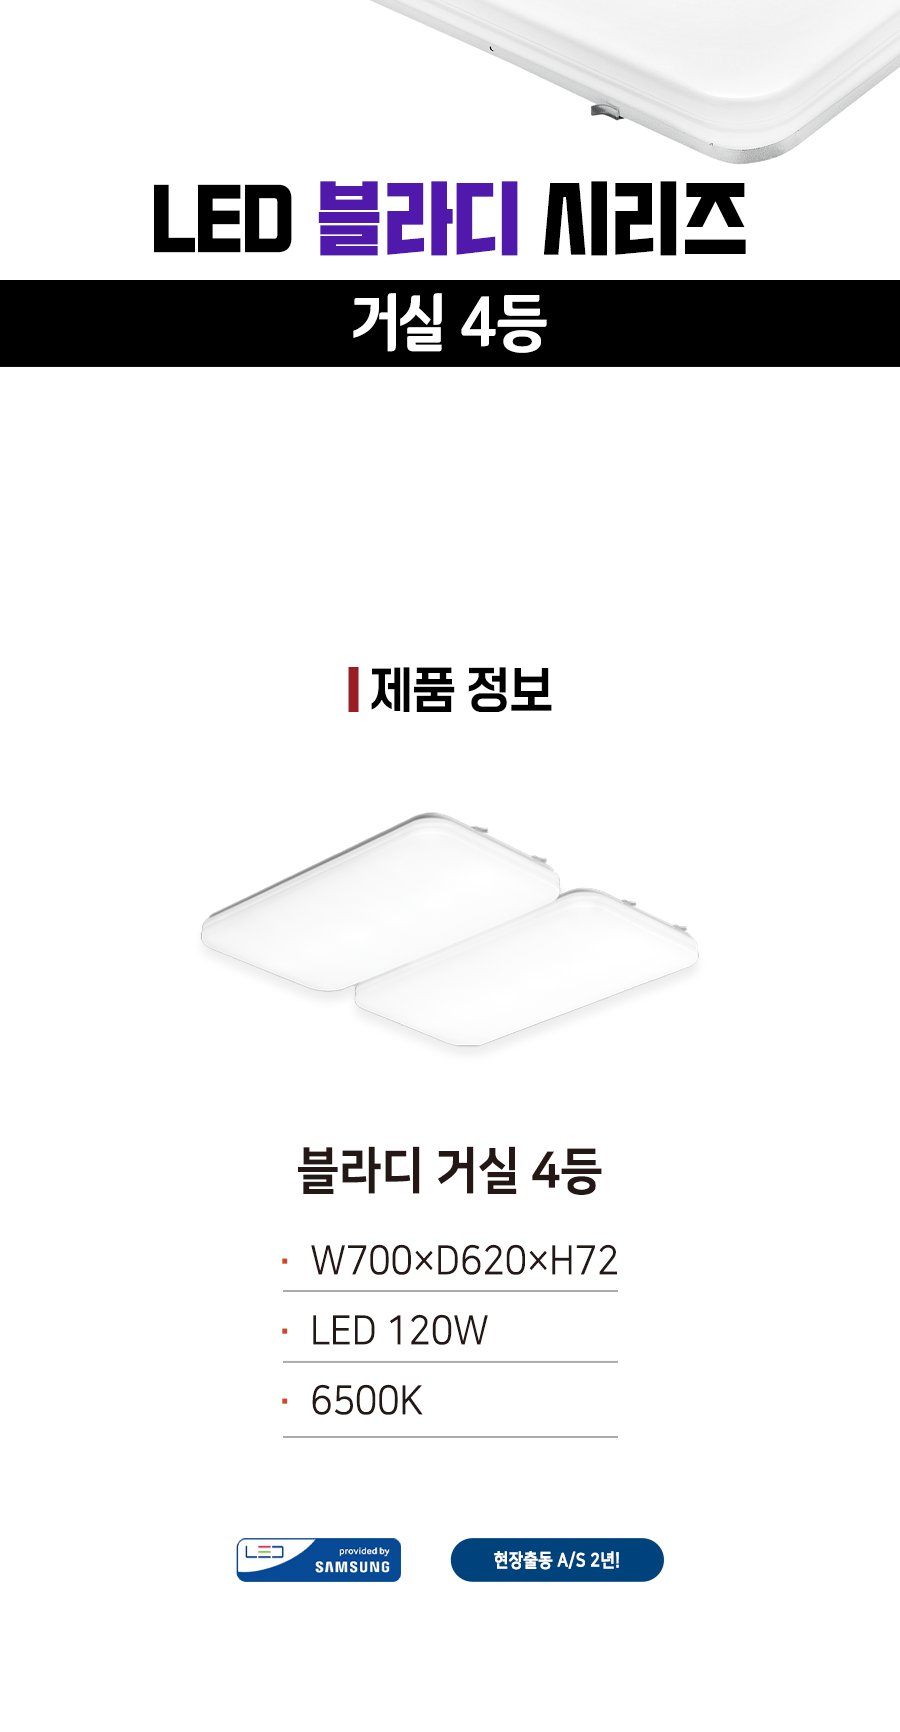 LED 블라디 시리즈
거실 4등
제품 정보
블라디 거실 4등
W700×D620×H72
LED 120W
6500K
LED provided by
SAMSUNG
현장출동 A/S 2년!